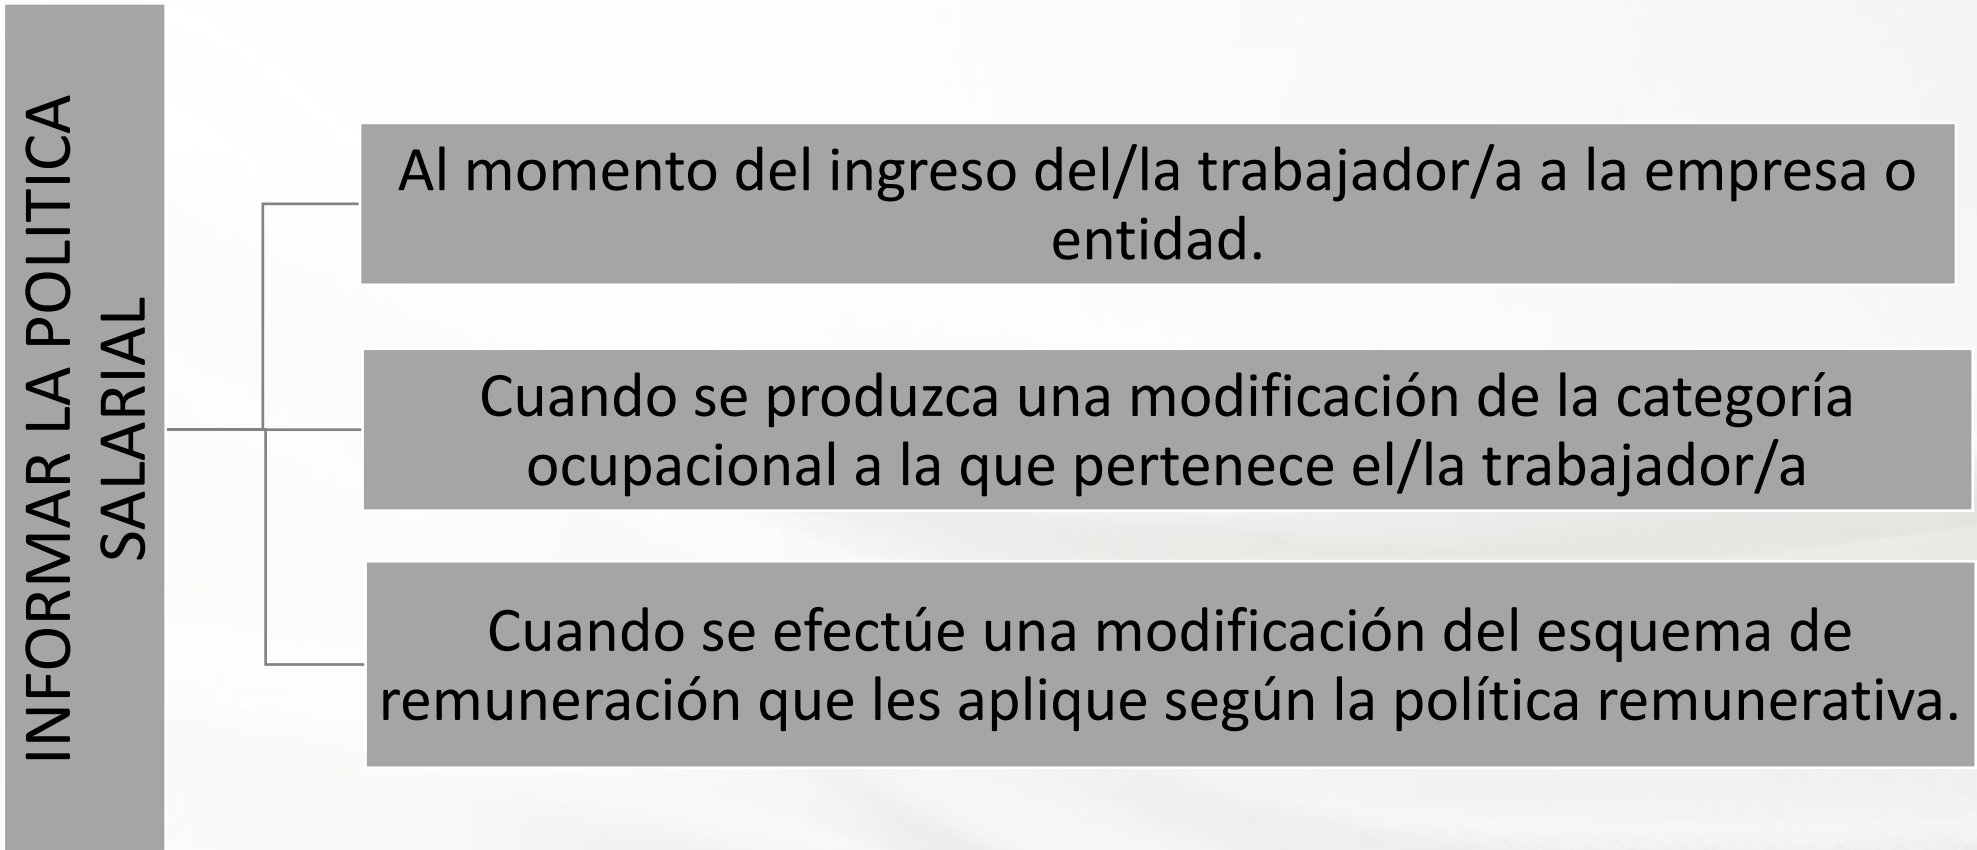 INFORMAR LA POLITICA
SALARIAL
Al momento del ingreso del/la trabajador/a a la empresa o
entidad.
Cuando se produzca una modificación de la categoría
ocupacional a la que pertenece el/la trabajador/a
Cuando se efectúe una modificación del esquema de
remuneración que les aplique según la política remunerativa.